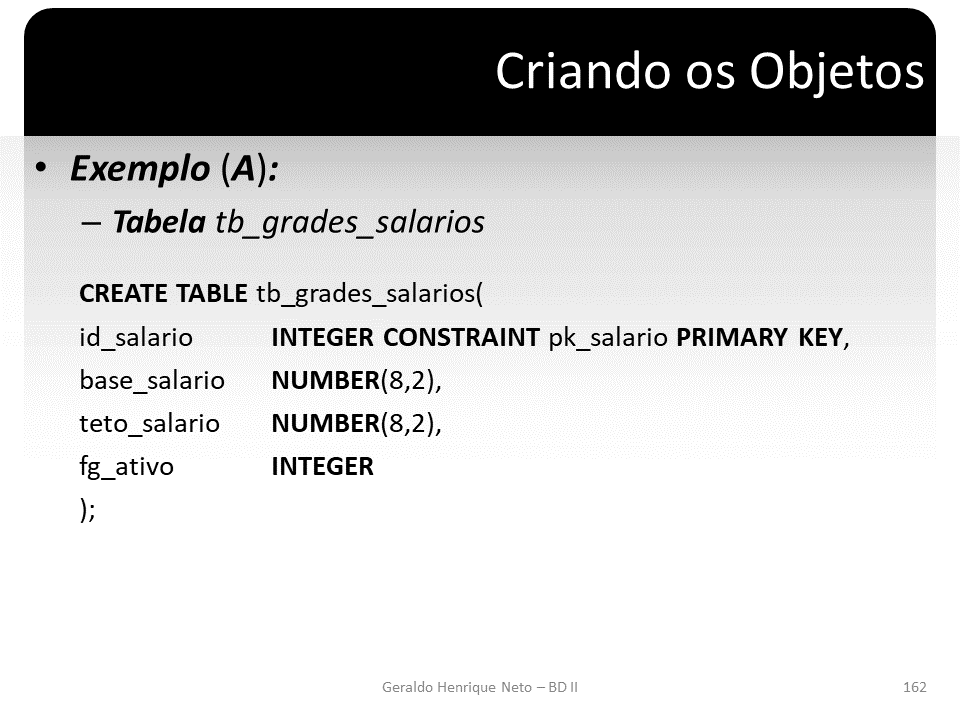 Criando os Objetos
• Exemplo (A):
– Tabela tb_grades_salarios
CREATE TABLE tb_grades_salarios(
id_salario INTEGER CONSTRAINT pk_salario PRIMARY KEY,
base_salario NUMBER(8,2),
teto_salario NUMBER(8,2),
fg_ativo INTEGER
);
Geraldo Henrique Neto – BD II 162